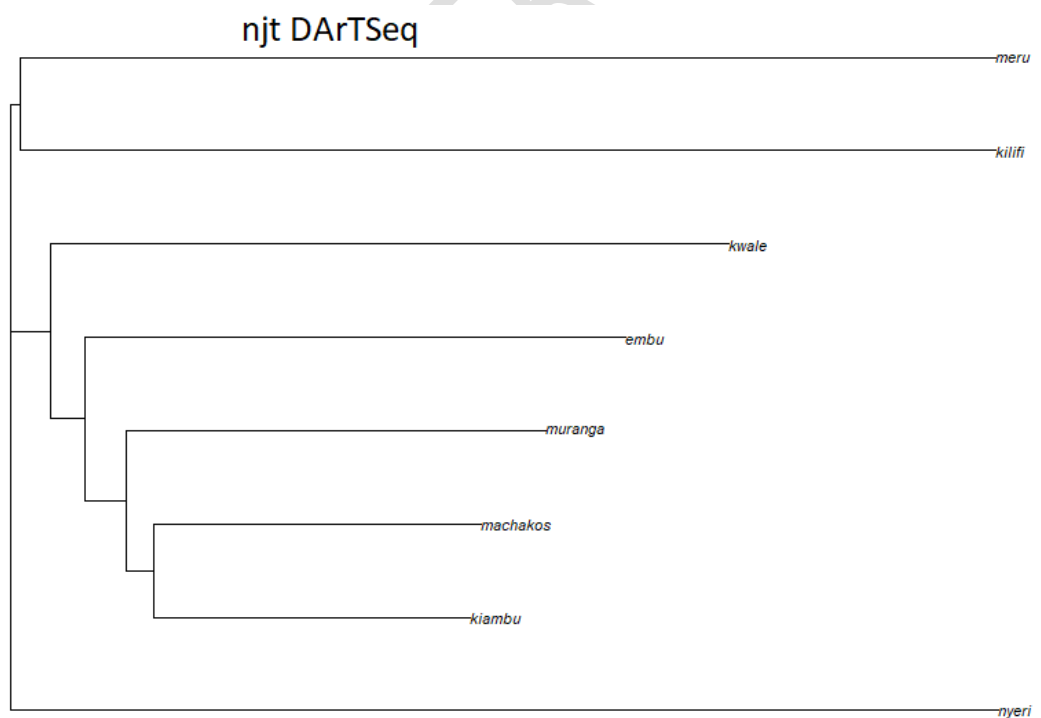 njt DArTSeq
meru
kilifi
kwale
embu
muranga
machakos
kiambu
nyeri